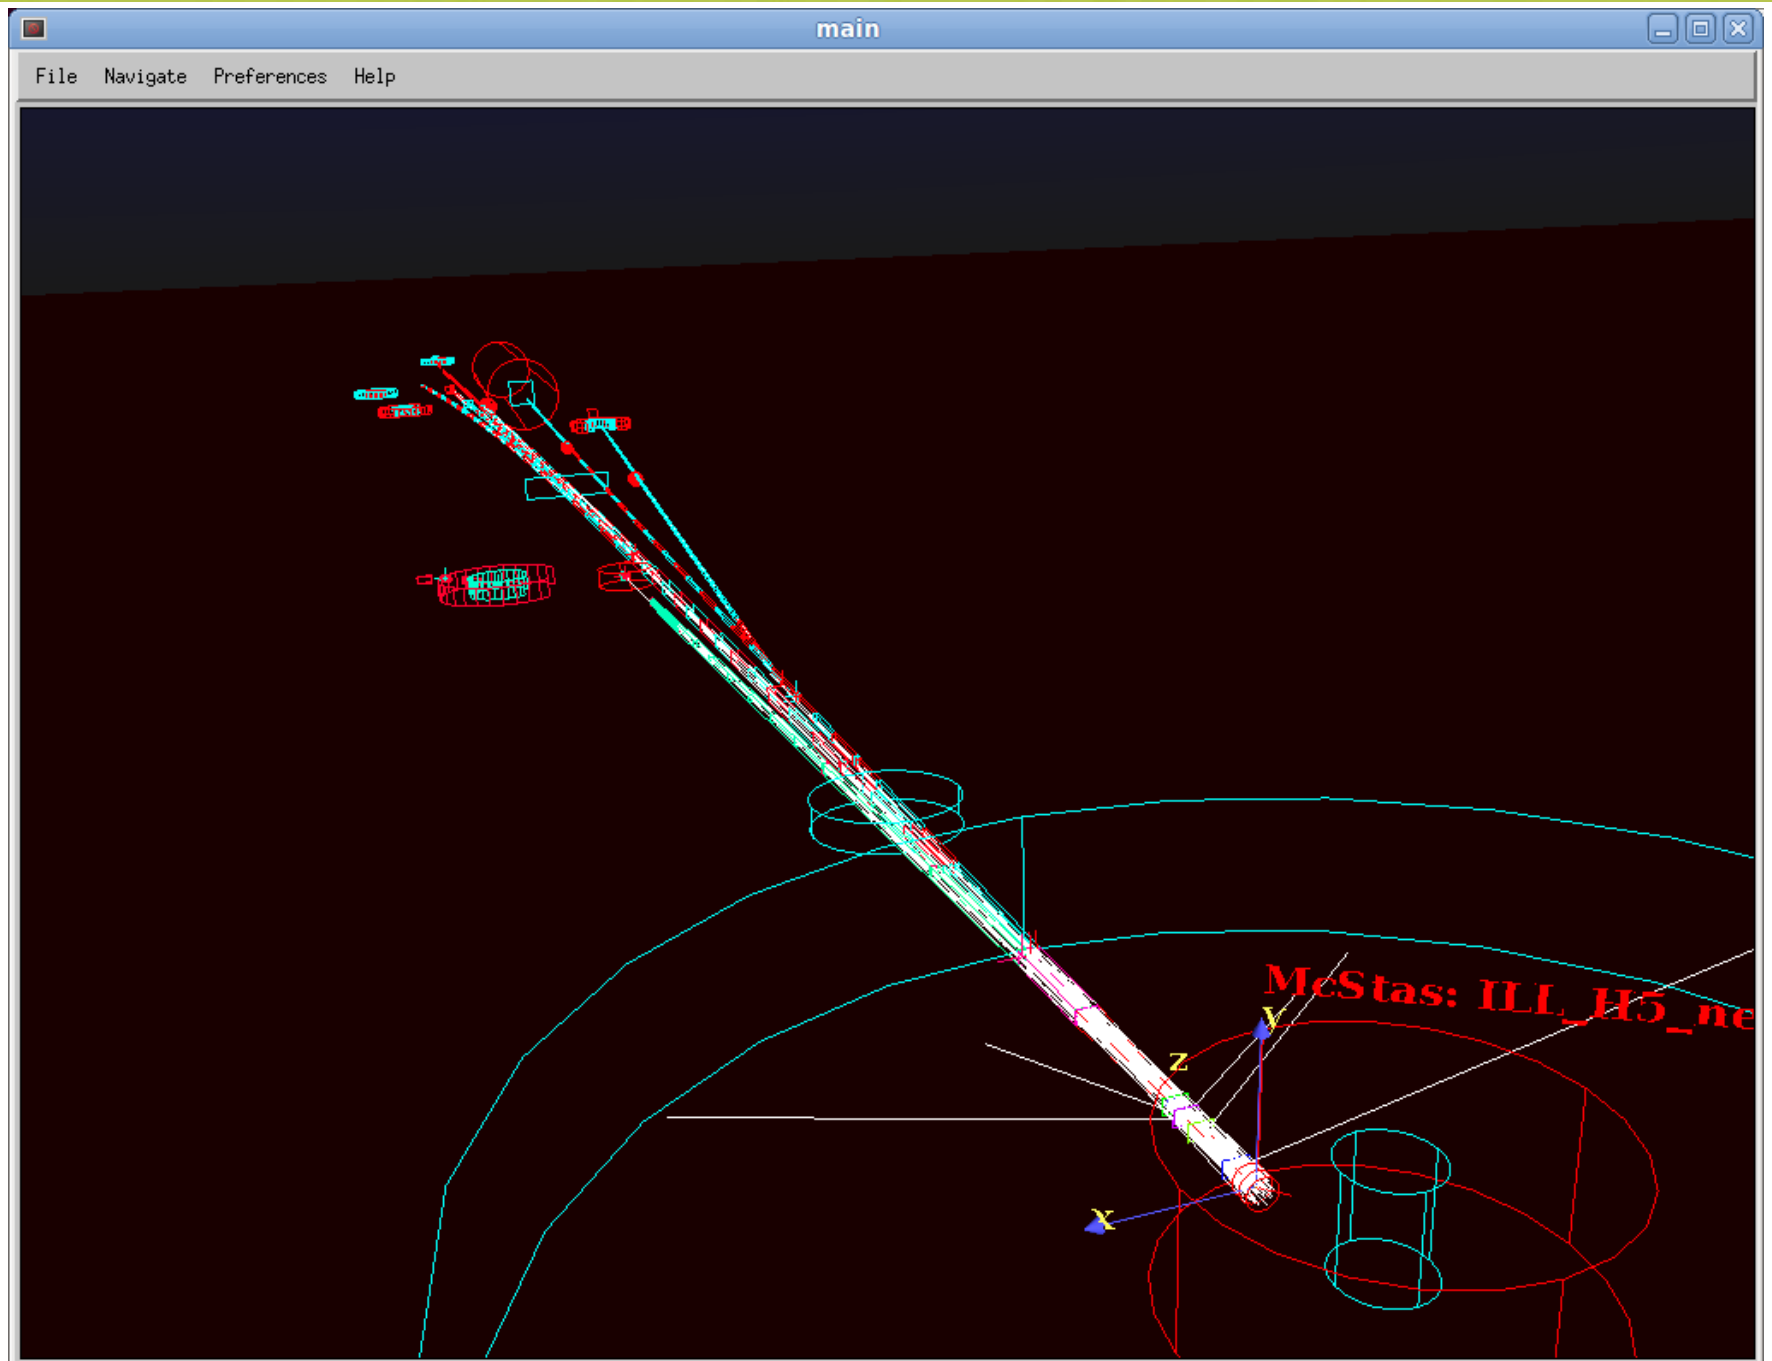 main
File Navigate Preferences Help
McStas: ILL_H5_ne
Y
Z
X